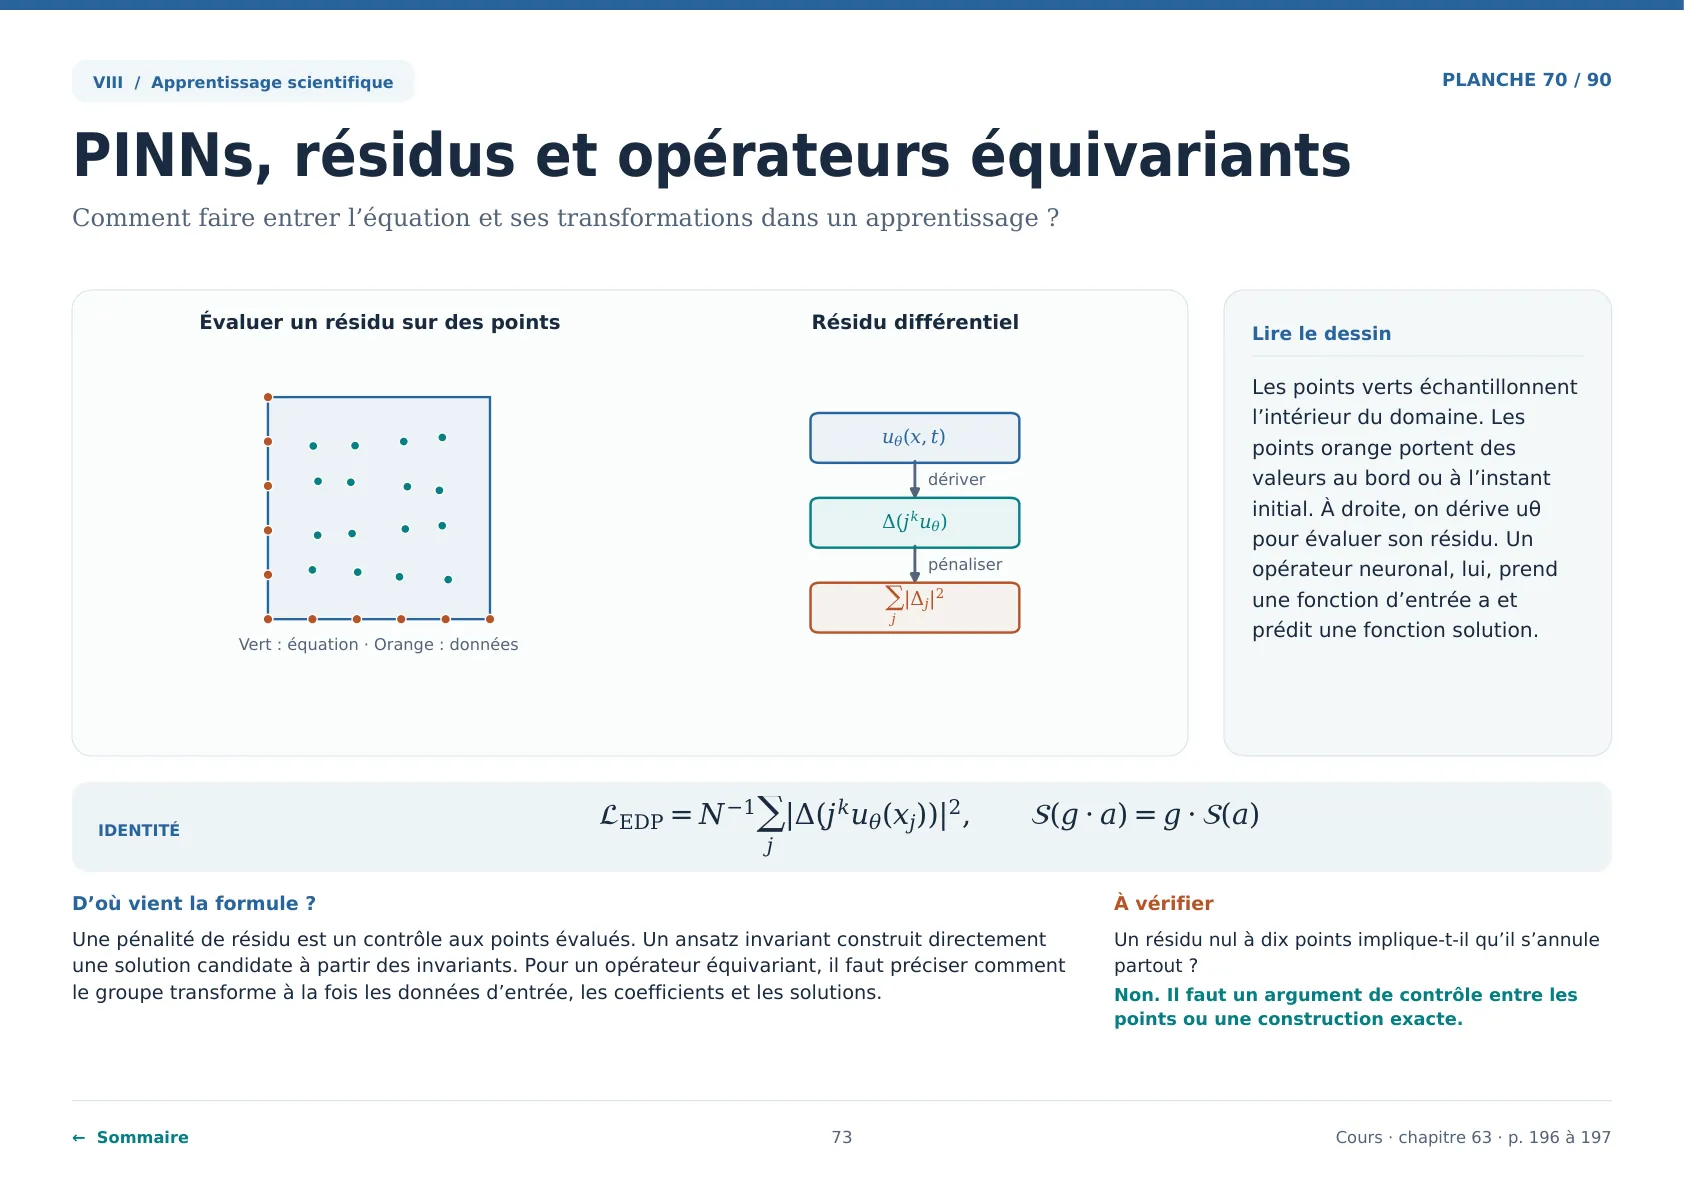 VIII / Apprentissage scientifique
PLANCHE 70 / 90
PINNs, résidus et opérateurs équivariants
Comment faire entrer l’équation et ses transformations dans un apprentissage ?
Évaluer un résidu sur des points
Vert : équation · Orange : données
Résidu différentiel
u_θ(x, t)
dériver
Δ(j^k u_θ)
pénaliser
∑_j |Δ_j|²
Lire le dessin
Les points verts échantillonnent
l’intérieur du domaine. Les
points orange portent des
valeurs au bord ou à l’instant
initial. À droite, on dérive uθ
pour évaluer son résidu. Un
opérateur neuronal, lui, prend
une fonction d’entrée a et
prédit une fonction solution.
IDENTITÉ
ℒ_EDP = N⁻¹ ∑_j |Δ(j^k u_θ(x_j))|², 𝒮(g · a) = g · 𝒮(a)
D’où vient la formule ?
Une pénalité de résidu est un contrôle aux points évalués. Un ansatz invariant construit directement
une solution candidate à partir des invariants. Pour un opérateur équivariant, il faut préciser comment
le groupe transforme à la fois les données d’entrée, les coefficients et les solutions.
À vérifier
Un résidu nul à dix points implique-t-il qu’il s’annule
partout ?
Non. Il faut un argument de contrôle entre les
points ou une construction exacte.
← Sommaire
73
Cours · chapitre 63 · p. 196 à 197